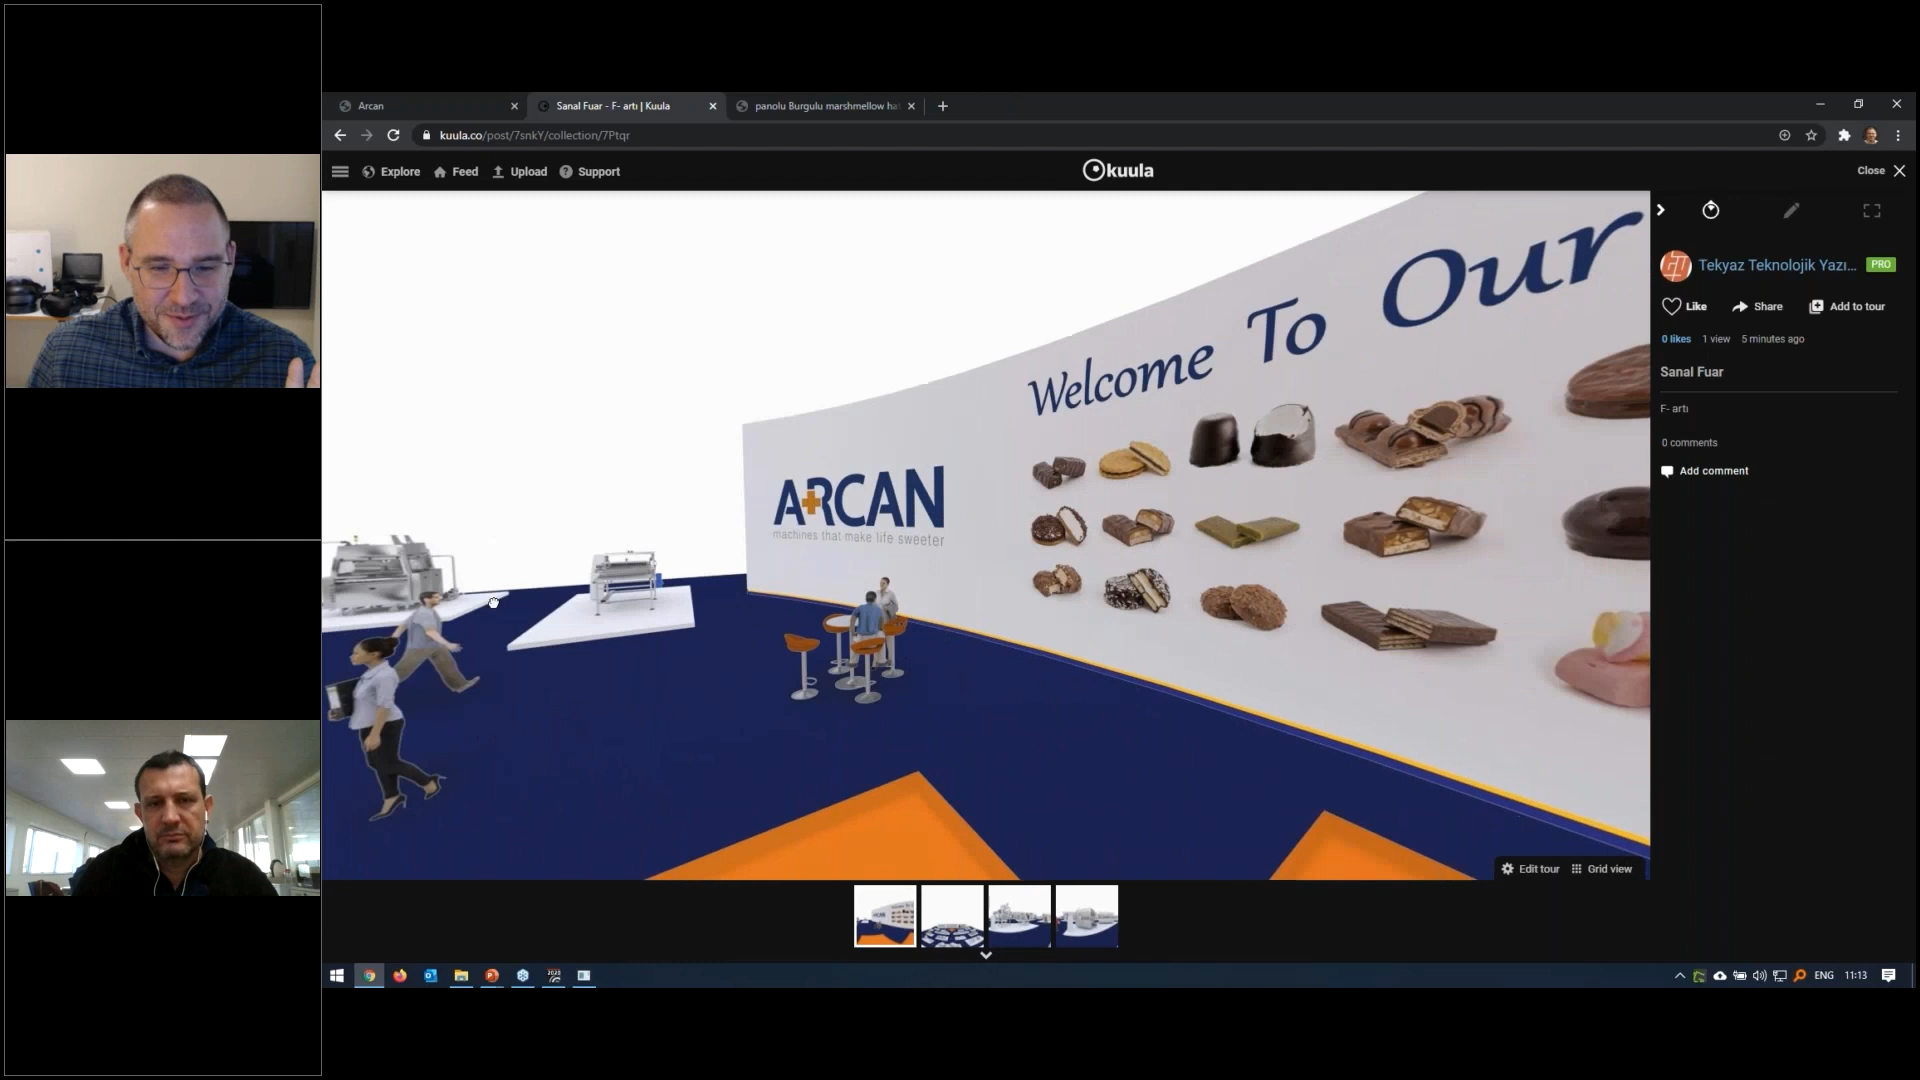 Arcan
Sanal Fuar - F- artı | Kuula
panolu Burgulu marshmellow ha
kuula.co/post/7snkY/collection/7Ptqr
Explore
Feed
Upload
Support
kuula
Close
Tekyaz Teknolojik Yazı...
PRO
Like
Share
Add to tour
0 likes
1 view
5 minutes ago
Sanal Fuar
F- artı
0 comments
Add comment
Welcome To Our
ARCAN
machines that make life sweeter
Edit tour
Grid view
2020
ENG
11:13